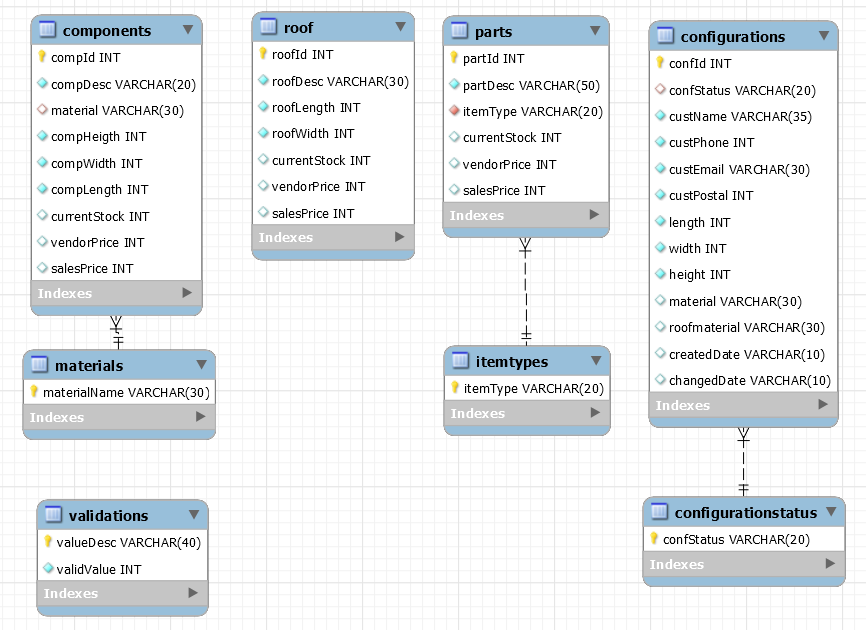 components
compId INT
compDesc VARCHAR(20)
material VARCHAR(30)
compHeigth INT
compWidth INT
compLength INT
currentStock INT
vendorPrice INT
salesPrice INT
Indexes
roof
roofId INT
roofDesc VARCHAR(30)
roofLength INT
roofWidth INT
currentStock INT
vendorPrice INT
salesPrice INT
Indexes
parts
partId INT
partDesc VARCHAR(50)
itemType VARCHAR(20)
currentStock INT
vendorPrice INT
salesPrice INT
Indexes
configurations
confId INT
confStatus VARCHAR(20)
custName VARCHAR(35)
custPhone INT
custEmail VARCHAR(30)
custPostal INT
length INT
width INT
height INT
material VARCHAR(30)
roofmaterial VARCHAR(30)
createdDate VARCHAR(10)
changedDate VARCHAR(10)
Indexes
materials
materialName VARCHAR(30)
Indexes
itemtypes
itemType VARCHAR(20)
Indexes
validations
valueDesc VARCHAR(40)
validValue INT
Indexes
configurationstatus
confStatus VARCHAR(20)
Indexes